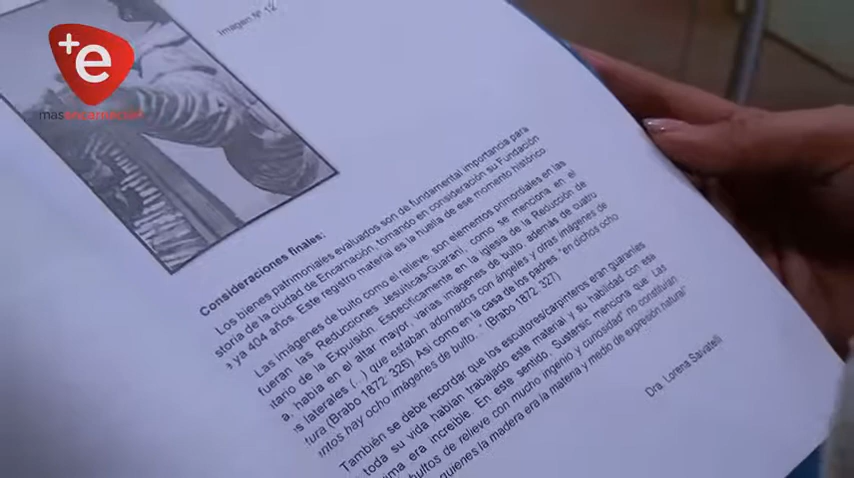 +e
masencarnación
Imagen Nº 12
Consideraciones finales:
Los bienes patrimoniales evaluados son de fundamental importancia para
storia de la ciudad de Encarnación, tomando en consideración su Fundación
ya 404 años. Este registro material es la huella de ese momento histórico
Las imágenes de bulto como el relieve, son elementos primordiales en las
fueran las Reducciones Jesuíticas-Guaraní, como se menciona en el
tario de la Expulsión. Específicamente en la iglesia de la Reducción de
a, había en el altar mayor, varias imágenes de bulto, además de cuatro
s laterales (...) que estaban adornados con ángeles y otras imágenes de
tura (Brabo 1872: 326). Así como en la casa de los padres "en dichos ocho
ntos hay ocho imágenes de bulto." (Brabo 1872: 327)
También se debe recordar que los escultores/carpinteros eran guaraníes
toda su vida habían trabajado este material y su habilidad con esa
ima era increíble. En este sentido, Sustersic menciona que "Las
bultos de relieve con mucho ingenio y curiosidad" no constituían
quienes la madera era la materia y medio de expresión natural"
Dra. Lorena Salvatelli